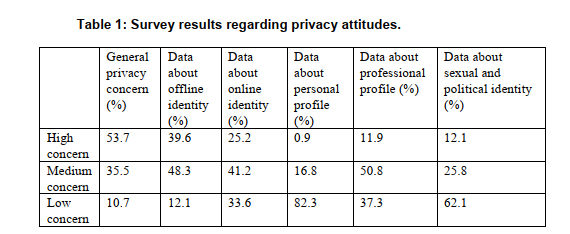 Table 1: Survey results regarding privacy attitudes.
General privacy concern (%) Data about offline identity (%) Data about online identity (%) Data about personal profile (%) Data about professional profile (%) Data about sexual and political identity (%)
High concern 53.7 39.6 25.2 0.9 11.9 12.1
Medium concern 35.5 48.3 41.2 16.8 50.8 25.8
Low concern 10.7 12.1 33.6 82.3 37.3 62.1